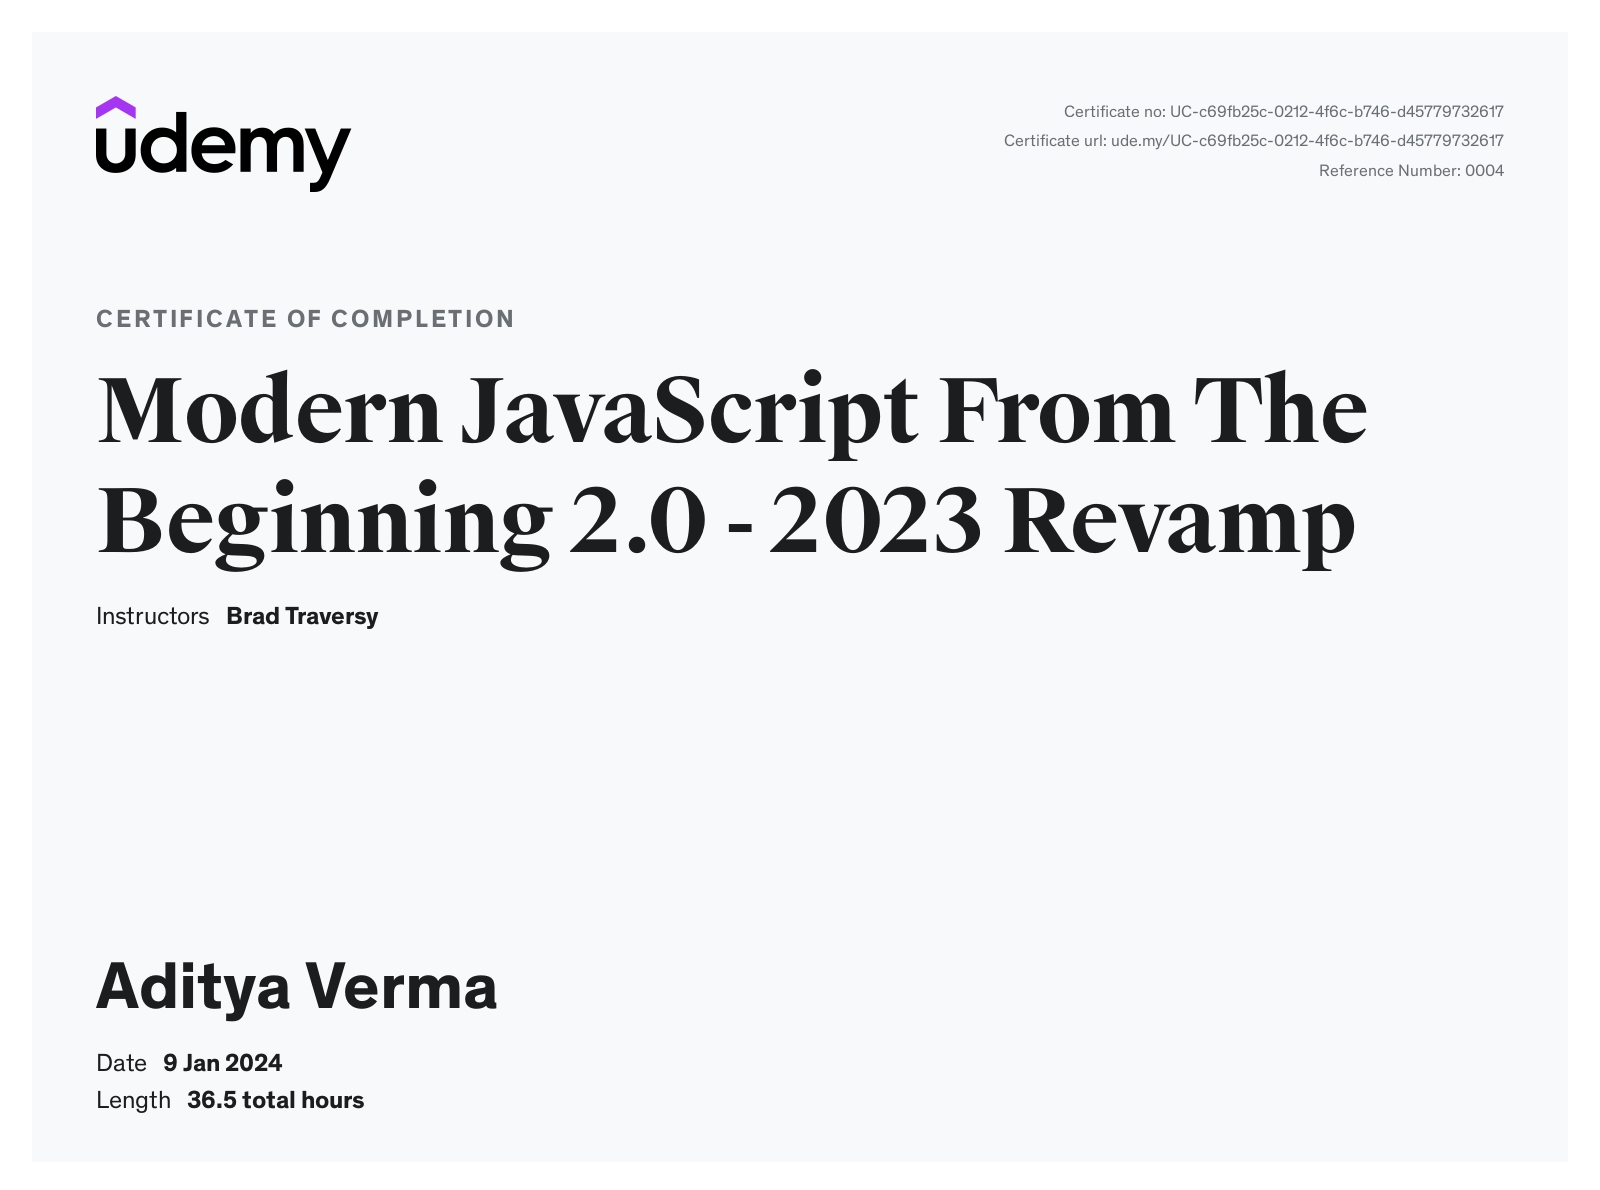 udemy
Certificate no: UC-c69fb25c-0212-4f6c-b746-d45779732617
Certificate url: ude.my/UC-c69fb25c-0212-4f6c-b746-d45779732617
Reference Number: 0004
CERTIFICATE OF COMPLETION
Modern JavaScript From The
Beginning 2.0 - 2023 Revamp
Instructors Brad Traversy
Aditya Verma
Date 9 Jan 2024
Length 36.5 total hours